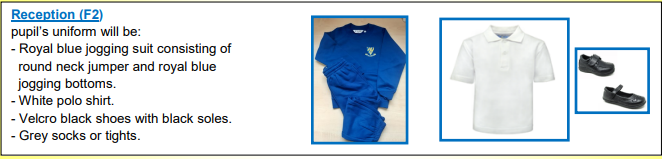 Reception (F2)
pupil's uniform will be:
- Royal blue jogging suit consisting of
round neck jumper and royal blue
jogging bottoms.
- White polo shirt.
- Velcro black shoes with black soles.
- Grey socks or tights.